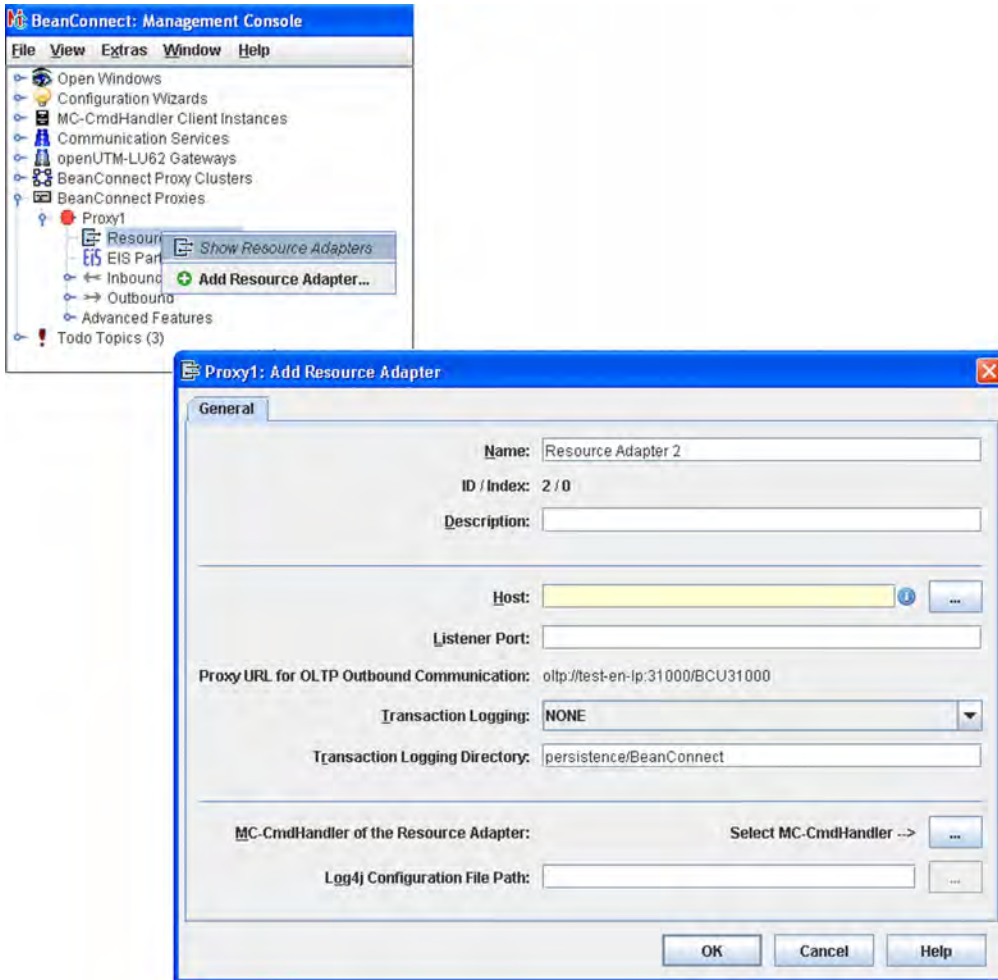 BeanConnect: Management Console
File View Extras Window Help
Open Windows
Configuration Wizards
MC-CmdHandler Client Instances
Communication Services
openUTM-LU62 Gateways
BeanConnect Proxy Clusters
BeanConnect Proxies
Proxy1
Resour
Show Resource Adapters
EIS Part
Inbound
Add Resource Adapter...
Outbound
Advanced Features
Todo Topics (3)
Proxy1: Add Resource Adapter
General
Name: Resource Adapter 2
ID / Index: 2 / 0
Description:
Host: ...
Listener Port:
Proxy URL for OLTP Outbound Communication: oltp://test-en-lp:31000/BCU31000
Transaction Logging: NONE
Transaction Logging Directory: persistence/BeanConnect
MC-CmdHandler of the Resource Adapter: Select MC-CmdHandler --> ...
Log4j Configuration File Path: ...
OK Cancel Help